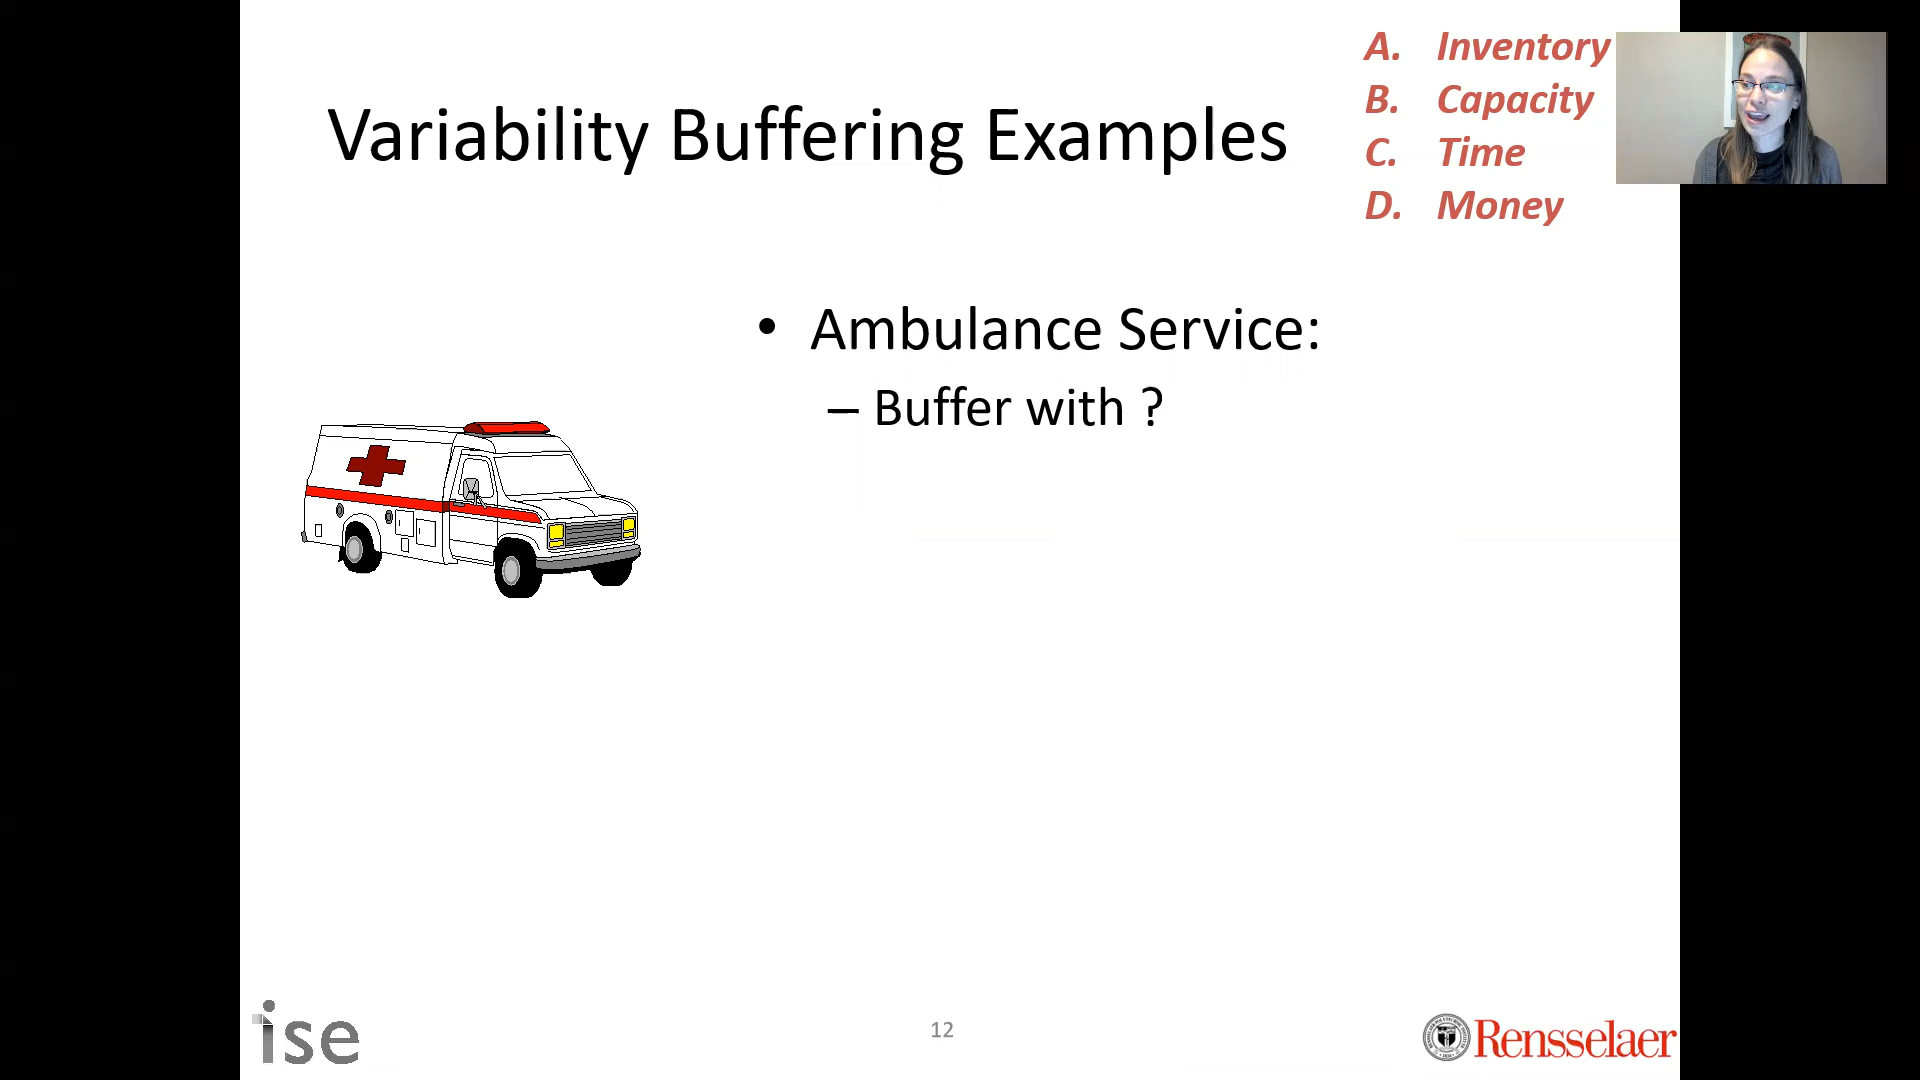 A. Inventory
B. Capacity
C. Time
D. Money
Variability Buffering Examples
• Ambulance Service:
– Buffer with ?
ise
12
Rensselaer